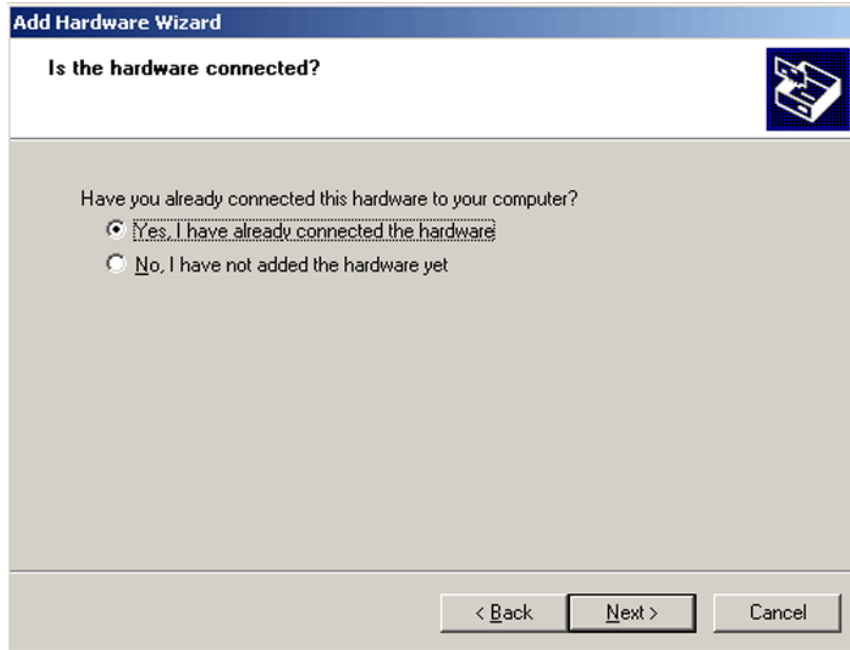 Add Hardware Wizard
Is the hardware connected?
Have you already connected this hardware to your computer?
Yes, I have already connected the hardware
No, I have not added the hardware yet
< Back Next > Cancel